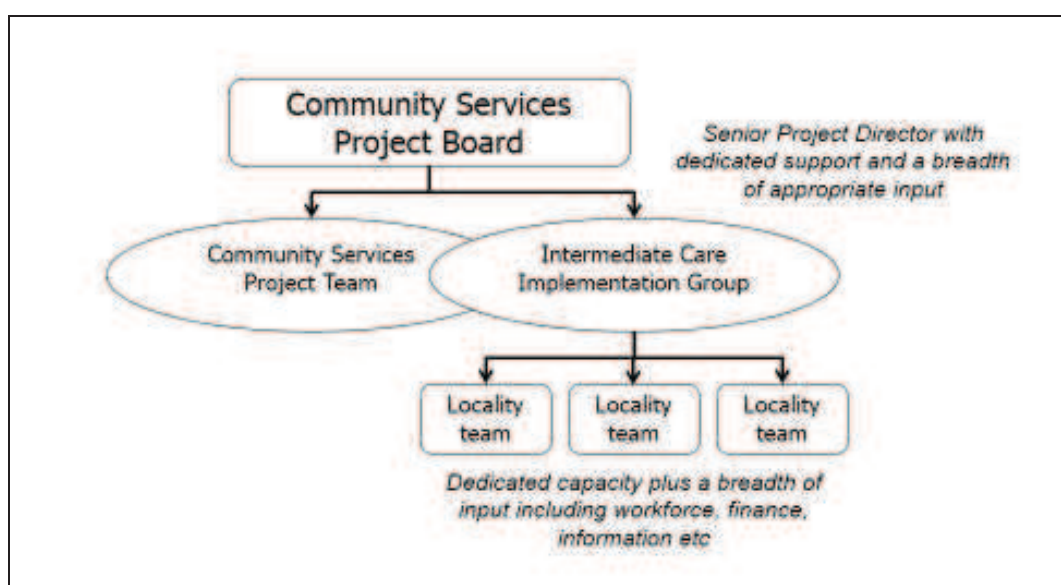 Community Services
Project Board
Senior Project Director with
dedicated support and a breadth
of appropriate input
Community Services
Project Team
Intermediate Care
Implementation Group
Locality
team
Locality
team
Locality
team
Dedicated capacity plus a breadth of
input including workforce, finance,
information etc